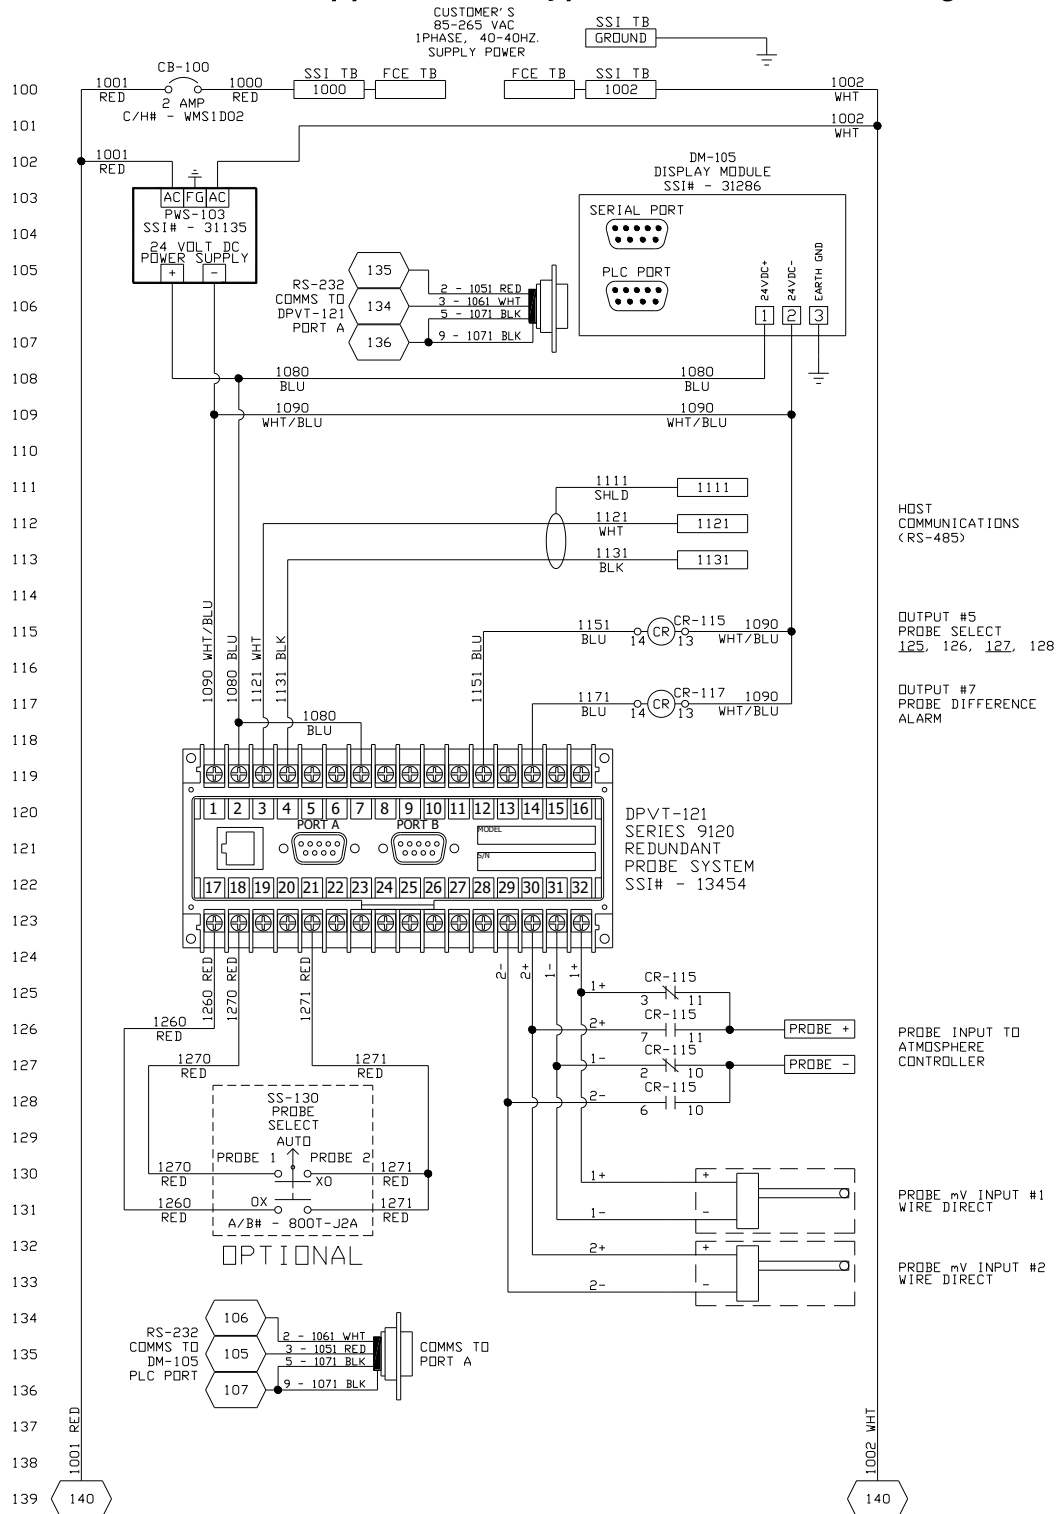 CUSTOMER'S
85-265 VAC
1PHASE, 40-40HZ.
SUPPLY POWER
SSI TB
GROUND
100
1001
RED
CB-100
2 AMP
C/H# - WMS1D02
1000
RED
SSI TB
1000
FCE TB
FCE TB
SSI TB
1002
1002
WHT
101
1002
WHT
102
1001
RED
103
AC FG AC
PWS-103
SSI# - 31135
24 VOLT DC
POWER SUPPLY
+ -
DM-105
DISPLAY MODULE
SSI# - 31286
SERIAL PORT
PLC PORT
24VDC+
24VDC-
EARTH GND
1 2 3
104
105
RS-232
COMMS TO
DPVT-121
PORT A
135
134
136
2 - 1051 RED
3 - 1061 WHT
5 - 1071 BLK
9 - 1071 BLK
106
107
108
1080
BLU
1080
BLU
109
1090
WHT/BLU
1090
WHT/BLU
110
111
1111
SHLD
1111
112
1121
WHT
1121
HOST
COMMUNICATIONS
(RS-485)
113
1131
BLK
1131
114
115
1090 WHT/BLU
1080 BLU
1121 WHT
1131 BLK
1151 BLU
1151
BLU
14 CR 13
CR-115
1090
WHT/BLU
OUTPUT #5
PROBE SELECT
125, 126, 127, 128
116
117
1171
BLU
14 CR 13
CR-117
1090
WHT/BLU
OUTPUT #7
PROBE DIFFERENCE
ALARM
1080
BLU
118
119
120
1 2 3 4 5 6 7 8 9 10 11 12 13 14 15 16
PORT A
PORT B
MODEL
S/N
DPVT-121
SERIES 9120
REDUNDANT
PROBE SYSTEM
SSI# - 13454
121
122
17 18 19 20 21 22 23 24 25 26 27 28 29 30 31 32
123
124
1260 RED
1270 RED
1271 RED
2-
2+
1-
1+
125
1+
CR-115
3 11
126
1260
RED
2+
CR-115
7 11
PROBE +
PROBE INPUT TO
ATMOSPHERE
CONTROLLER
127
1270
RED
1271
RED
1-
CR-115
2 10
PROBE -
128
2-
CR-115
6 10
SS-130
PROBE
SELECT
AUTO
129
130
1270
RED
PROBE 1 PROBE 2
XO
1271
RED
1+
+
PROBE mV INPUT #1
WIRE DIRECT
131
1260
RED
OX
1271
RED
A/B# - 800T-J2A
1-
-
132
OPTIONAL
2+
+
PROBE mV INPUT #2
WIRE DIRECT
133
2-
-
134
RS-232
COMMS TO
DM-105
PLC PORT
106
105
107
2 - 1061 WHT
3 - 1051 RED
5 - 1071 BLK
9 - 1071 BLK
COMMS TO
PORT A
135
136
137
1001 RED
1002 WHT
138
139
140
140